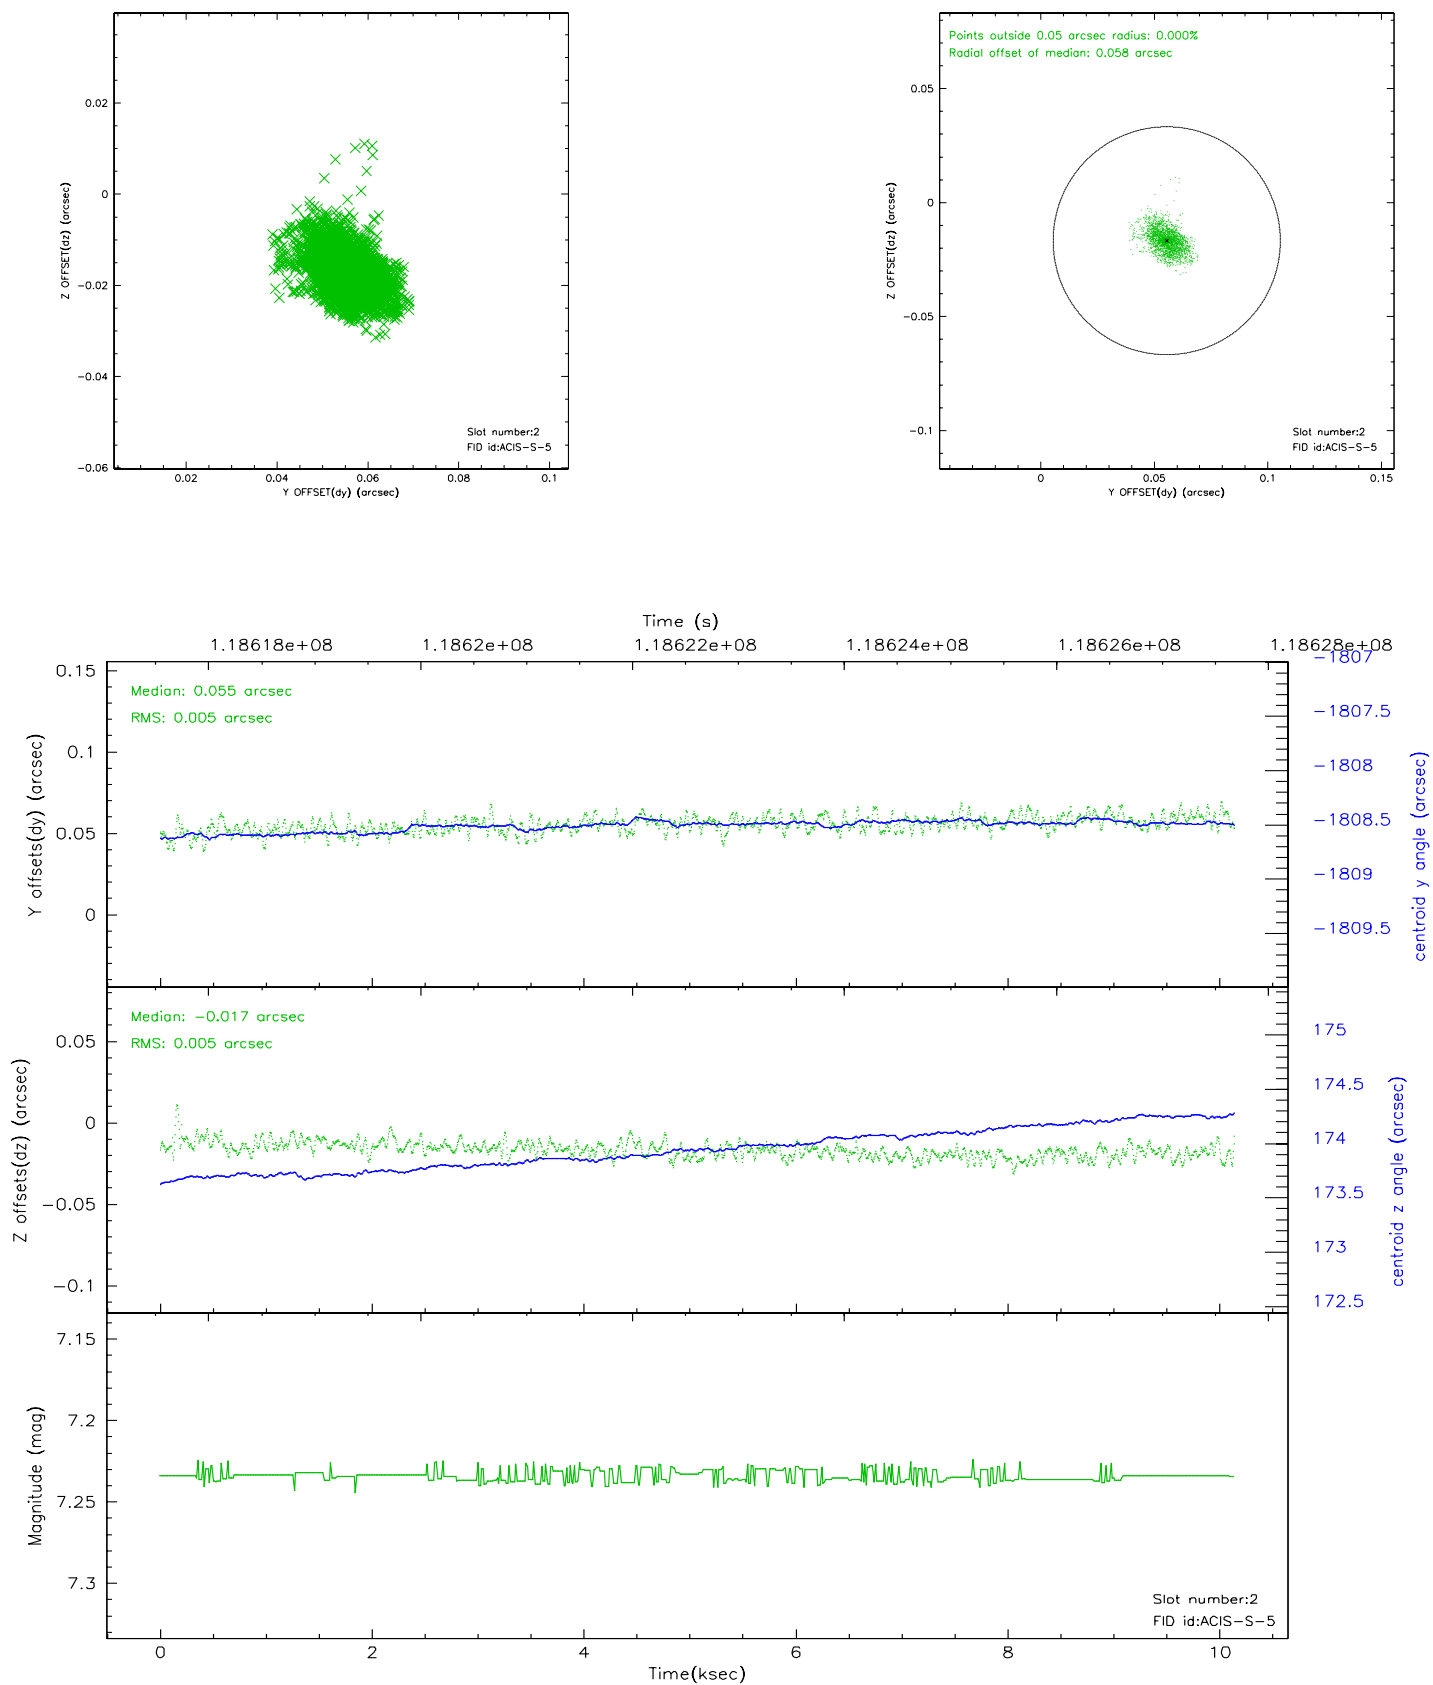 0.02
0
−0.02
−0.04
−0.06
Z OFFSET(dz) (arcsec)
Slot number:2
FID id:ACIS−S−5
0.02 0.04 0.06 0.08 0.1
Y OFFSET(dy) (arcsec)
Points outside 0.05 arcsec radius: 0.000%
Radial offset of median: 0.058 arcsec
0.05
0
−0.05
−0.1
Z OFFSET(dz) (arcsec)
Slot number:2
FID id:ACIS−S−5
0 0.05 0.1 0.15
Y OFFSET(dy) (arcsec)
Time (s)
1.18618e+08 1.1862e+08 1.18622e+08 1.18624e+08 1.18626e+08 1.18628e+08
0.15
0.1
0.05
0
Y offsets(dy) (arcsec)
Median: 0.055 arcsec
RMS: 0.005 arcsec
−1807
−1807.5
−1808
−1808.5
−1809
−1809.5
centroid y angle (arcsec)
0.05
0
−0.05
−0.1
Z offsets(dz) (arcsec)
Median: −0.017 arcsec
RMS: 0.005 arcsec
175
174.5
174
173.5
173
172.5
centroid z angle (arcsec)
7.15
7.2
7.25
7.3
Magnitude (mag)
Slot number:2
FID id:ACIS−S−5
0 2 4 6 8 10
Time(ksec)